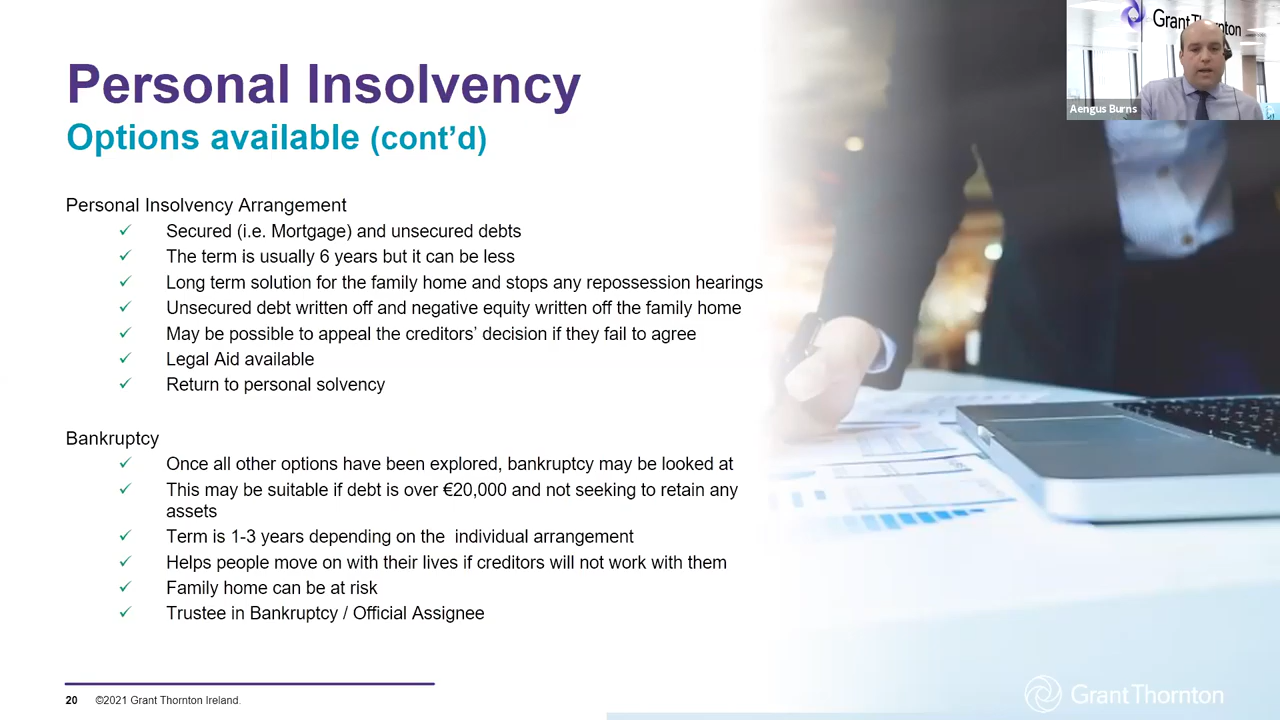 Personal Insolvency
Options available (cont'd)
Personal Insolvency Arrangement
✓ Secured (i.e. Mortgage) and unsecured debts
✓ The term is usually 6 years but it can be less
✓ Long term solution for the family home and stops any repossession hearings
✓ Unsecured debt written off and negative equity written off the family home
✓ May be possible to appeal the creditors' decision if they fail to agree
✓ Legal Aid available
✓ Return to personal solvency
Bankruptcy
✓ Once all other options have been explored, bankruptcy may be looked at
✓ This may be suitable if debt is over €20,000 and not seeking to retain any
assets
✓ Term is 1-3 years depending on the  individual arrangement
✓ Helps people move on with their lives if creditors will not work with them
✓ Family home can be at risk
✓ Trustee in Bankruptcy / Official Assignee
20 ©2021 Grant Thornton Ireland.
Grant Thornton
Grant Thornton
Aengus Burns